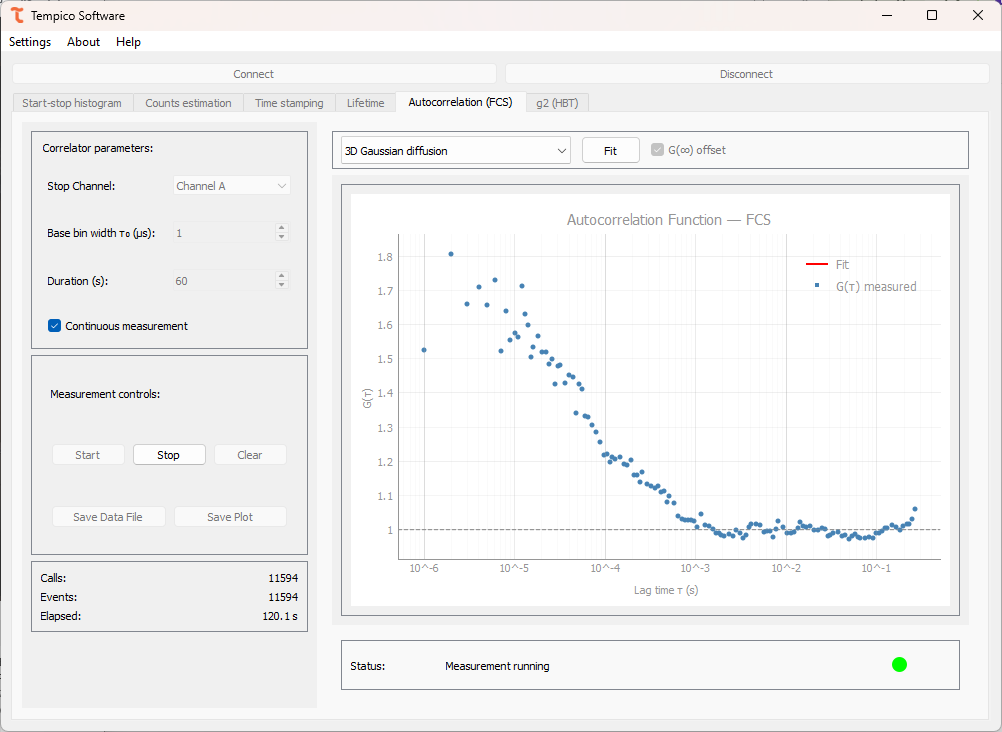 Tempico Software
Settings About Help
Connect Disconnect
Start-stop histogram Counts estimation Time stamping Lifetime Autocorrelation (FCS) g2 (HBT)
Correlator parameters:
Stop Channel: Channel A
Base bin width τ₀ (µs): 1
Duration (s): 60
Continuous measurement
Measurement controls:
Start Stop Clear
Save Data File Save Plot
Calls: 11594
Events: 11594
Elapsed: 120.1 s
3D Gaussian diffusion Fit G(∞) offset
Autocorrelation Function — FCS
Fit
G(τ) measured
G(τ)
1.8
1.7
1.6
1.5
1.4
1.3
1.2
1.1
1
10^-6 10^-5 10^-4 10^-3 10^-2 10^-1
Lag time τ (s)
Status: Measurement running